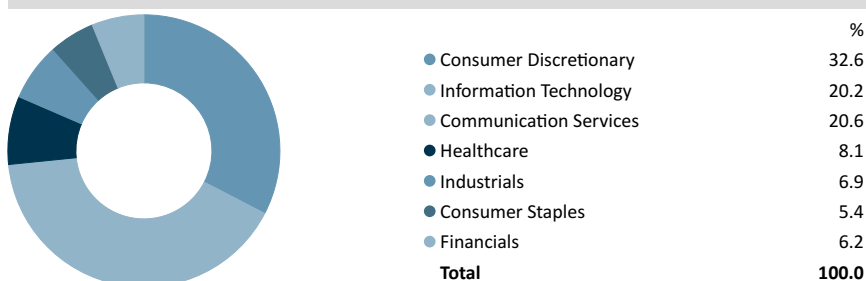 %
Consumer Discretionary 32.6
Information Technology 20.2
Communication Services 20.6
Healthcare 8.1
Industrials 6.9
Consumer Staples 5.4
Financials 6.2
Total 100.0